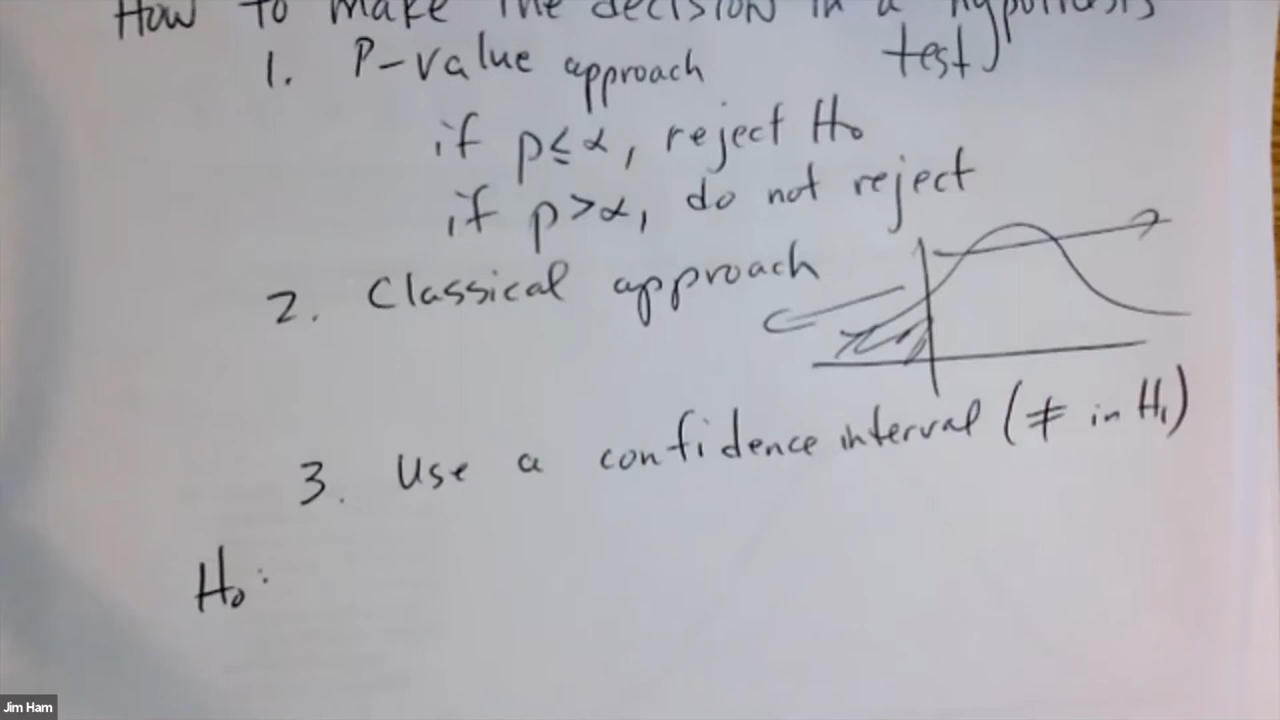 How to make the decision in a hypothesis
test
1. P-value approach
if p≤α, reject H₀
if p>α, do not reject
2. Classical approach
3. Use a confidence interval (≠ in H₁)
H₀:
Jim Ham